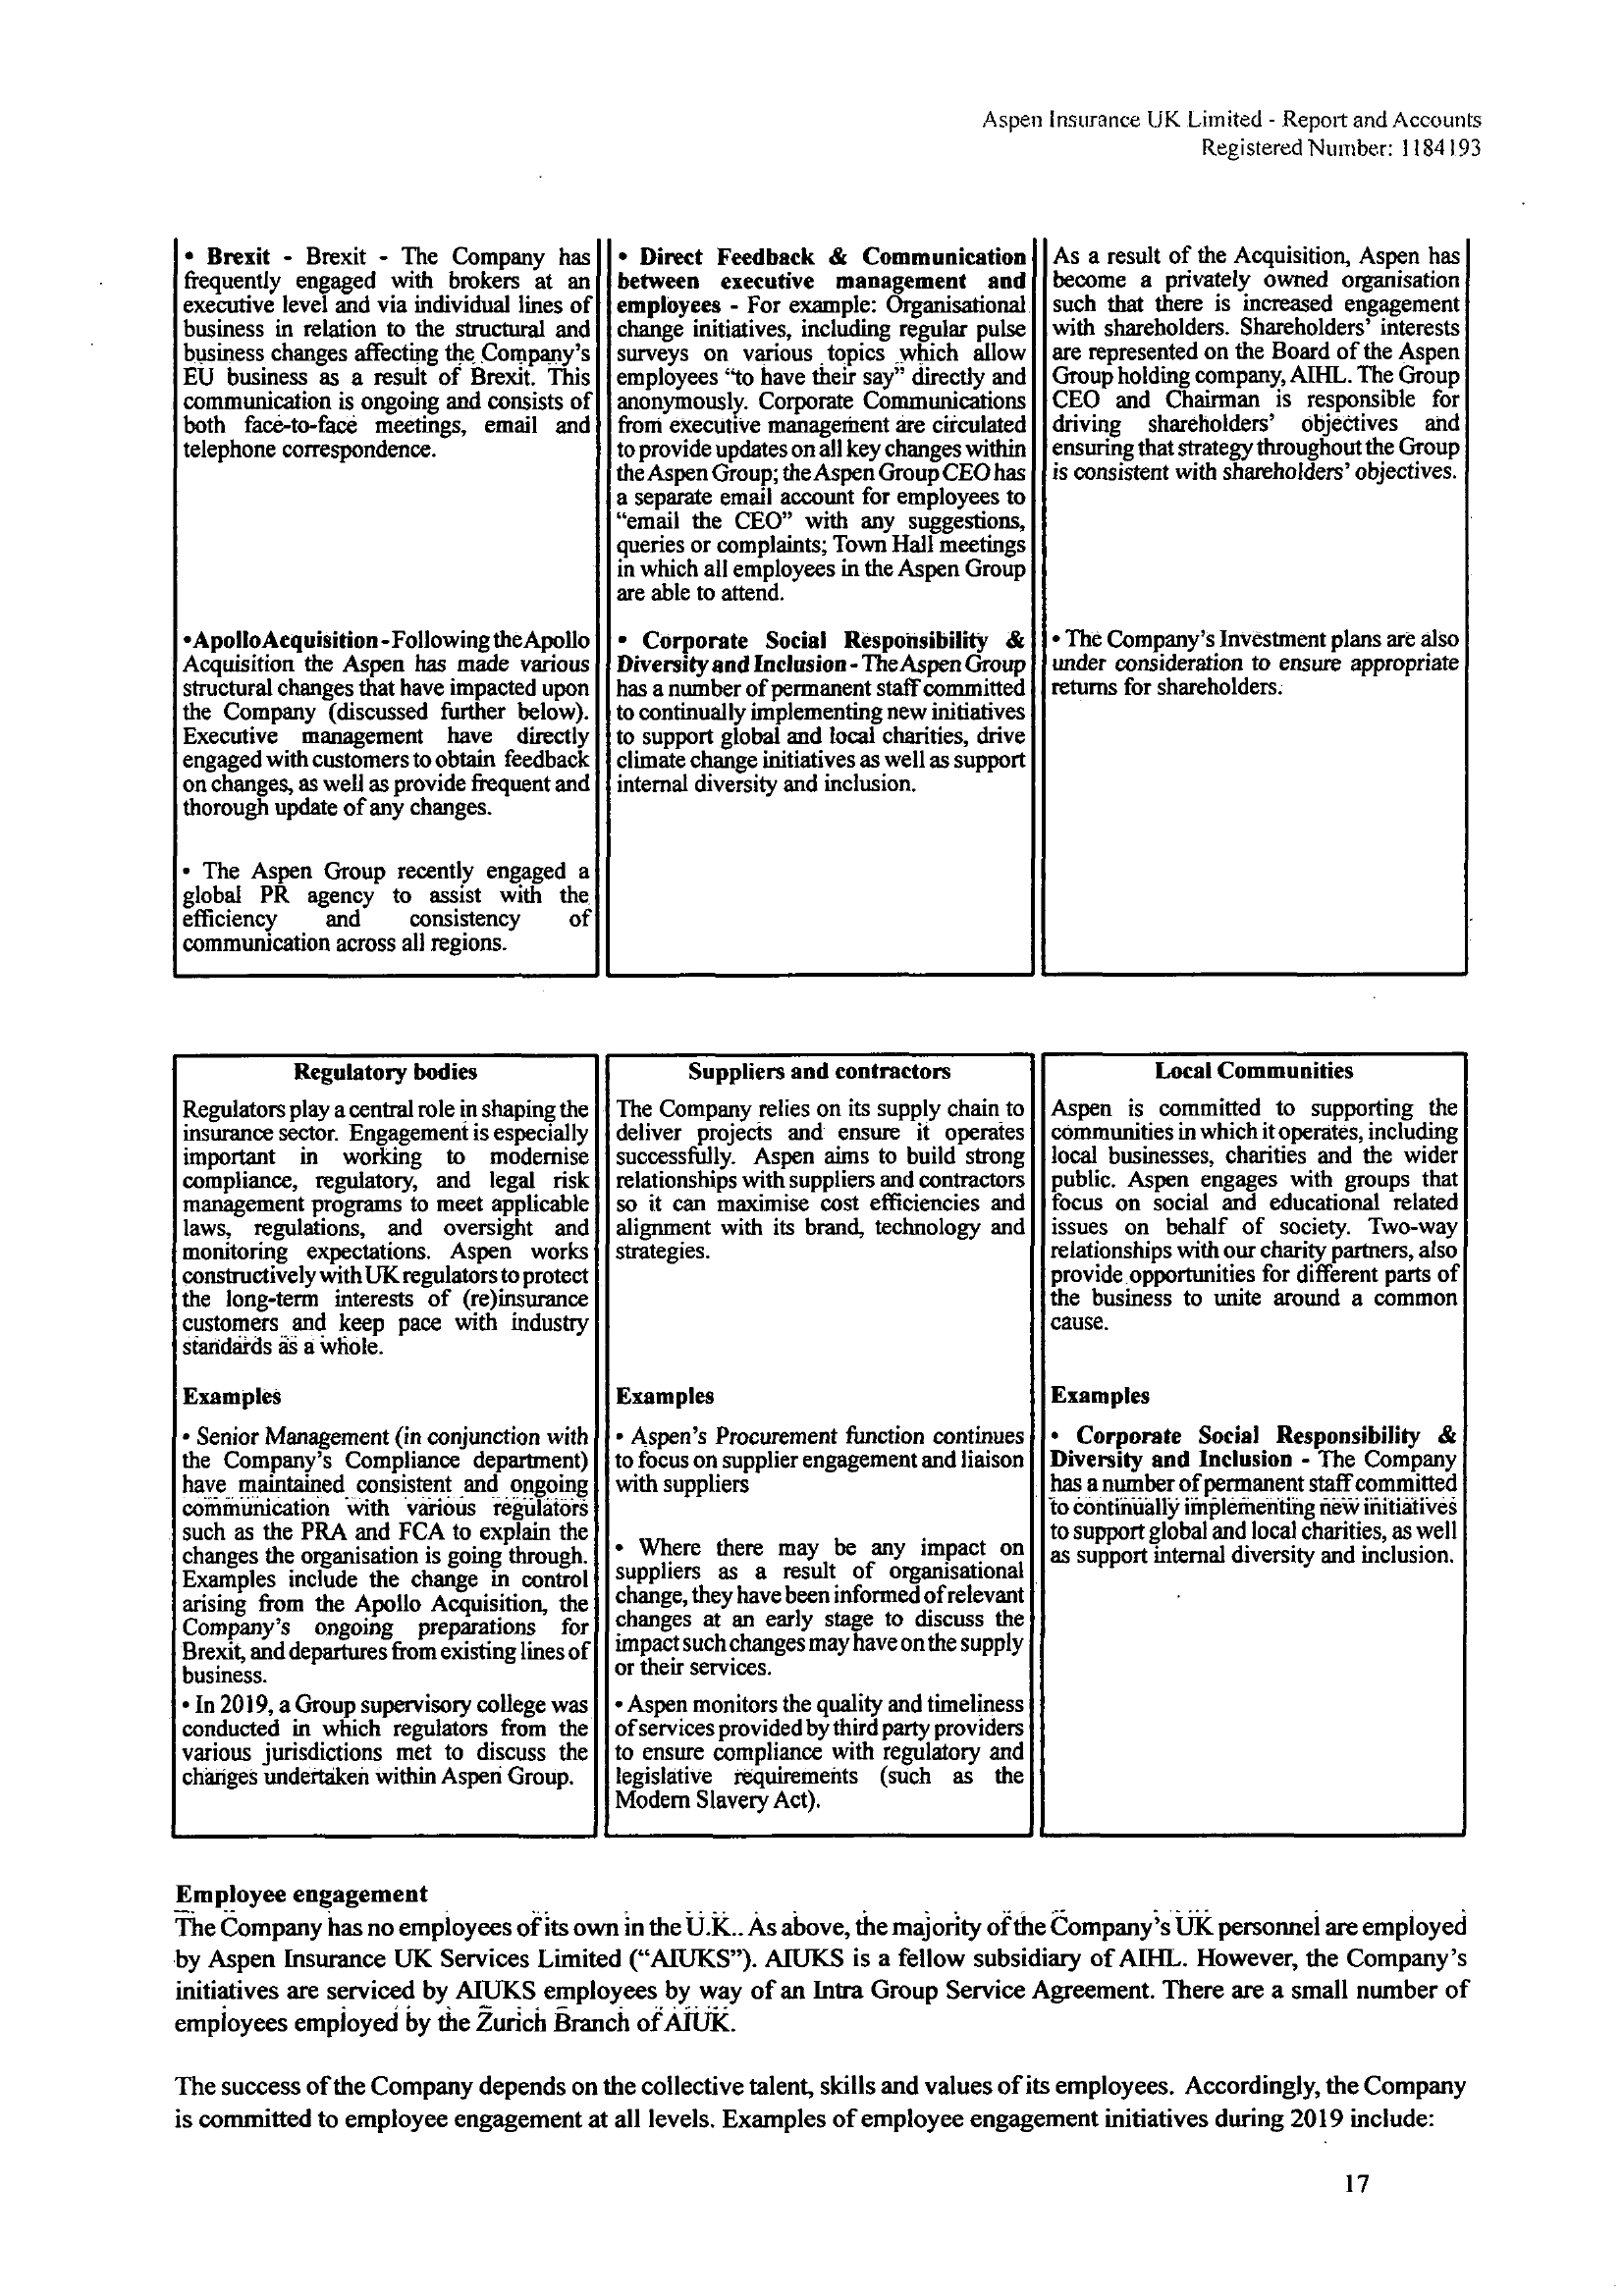 Aspen Insurance UK Limited - Report and Accounts
Registered Number: 1184193
• Brexit - Brexit - The Company has
frequently engaged with brokers at an
executive level and via individual lines of
business in relation to the structural and
business changes affecting the Company's
EU business as a result of Brexit. This
communication is ongoing and consists of
both face-to-face meetings, email and
telephone correspondence.
•Apollo Acquisition - Following the Apollo
Acquisition the Aspen has made various
structural changes that have impacted upon
the Company (discussed further below).
Executive management have directly
engaged with customers to obtain feedback
on changes, as well as provide frequent and
thorough update of any changes.
• The Aspen Group recently engaged a
global PR agency to assist with the
efficiency and consistency of
communication across all regions.
• Direct Feedback & Communication
between executive management and
employees - For example: Organisational
change initiatives, including regular pulse
surveys on various topics which allow
employees “to have their say” directly and
anonymously. Corporate Communications
from executive management are circulated
to provide updates on all key changes within
the Aspen Group; the Aspen Group CEO has
a separate email account for employees to
“email the CEO” with any suggestions,
queries or complaints; Town Hall meetings
in which all employees in the Aspen Group
are able to attend.
• Corporate Social Responsibility &
Diversity and Inclusion - The Aspen Group
has a number of permanent staff committed
to continually implementing new initiatives
to support global and local charities, drive
climate change initiatives as well as support
internal diversity and inclusion.
As a result of the Acquisition, Aspen has
become a privately owned organisation
such that there is increased engagement
with shareholders. Shareholders' interests
are represented on the Board of the Aspen
Group holding company, AIHL. The Group
CEO and Chairman is responsible for
driving shareholders' objectives and
ensuring that strategy throughout the Group
is consistent with shareholders' objectives.
• The Company's Investment plans are also
under consideration to ensure appropriate
returns for shareholders.
Regulatory bodies
Regulators play a central role in shaping the
insurance sector. Engagement is especially
important in working to modernise
compliance, regulatory, and legal risk
management programs to meet applicable
laws, regulations, and oversight and
monitoring expectations. Aspen works
constructively with UK regulators to protect
the long-term interests of (re)insurance
customers and keep pace with industry
standards as a whole.
Examples
• Senior Management (in conjunction with
the Company's Compliance department)
have maintained consistent and ongoing
communication with various regulators
such as the PRA and FCA to explain the
changes the organisation is going through.
Examples include the change in control
arising from the Apollo Acquisition, the
Company's ongoing preparations for
Brexit, and departures from existing lines of
business.
• In 2019, a Group supervisory college was
conducted in which regulators from the
various jurisdictions met to discuss the
changes undertaken within Aspen Group.
Suppliers and contractors
The Company relies on its supply chain to
deliver projects and ensure it operates
successfully. Aspen aims to build strong
relationships with suppliers and contractors
so it can maximise cost efficiencies and
alignment with its brand, technology and
strategies.
Examples
• Aspen's Procurement function continues
to focus on supplier engagement and liaison
with suppliers
• Where there may be any impact on
suppliers as a result of organisational
change, they have been informed of relevant
changes at an early stage to discuss the
impact such changes may have on the supply
or their services.
• Aspen monitors the quality and timeliness
of services provided by third party providers
to ensure compliance with regulatory and
legislative requirements (such as the
Modern Slavery Act).
Local Communities
Aspen is committed to supporting the
communities in which it operates, including
local businesses, charities and the wider
public. Aspen engages with groups that
focus on social and educational related
issues on behalf of society. Two-way
relationships with our charity partners, also
provide opportunities for different parts of
the business to unite around a common
cause.
Examples
• Corporate Social Responsibility &
Diversity and Inclusion - The Company
has a number of permanent staff committed
to continually implementing new initiatives
to support global and local charities, as well
as support internal diversity and inclusion.
Employee engagement
The Company has no employees of its own in the U.K.. As above, the majority of the Company's UK personnel are employed
by Aspen Insurance UK Services Limited (“AIUKS”). AIUKS is a fellow subsidiary of AIHL. However, the Company's
initiatives are serviced by AIUKS employees by way of an Intra Group Service Agreement. There are a small number of
employees employed by the Zurich Branch of AIUK.
The success of the Company depends on the collective talent, skills and values of its employees. Accordingly, the Company
is committed to employee engagement at all levels. Examples of employee engagement initiatives during 2019 include:
17